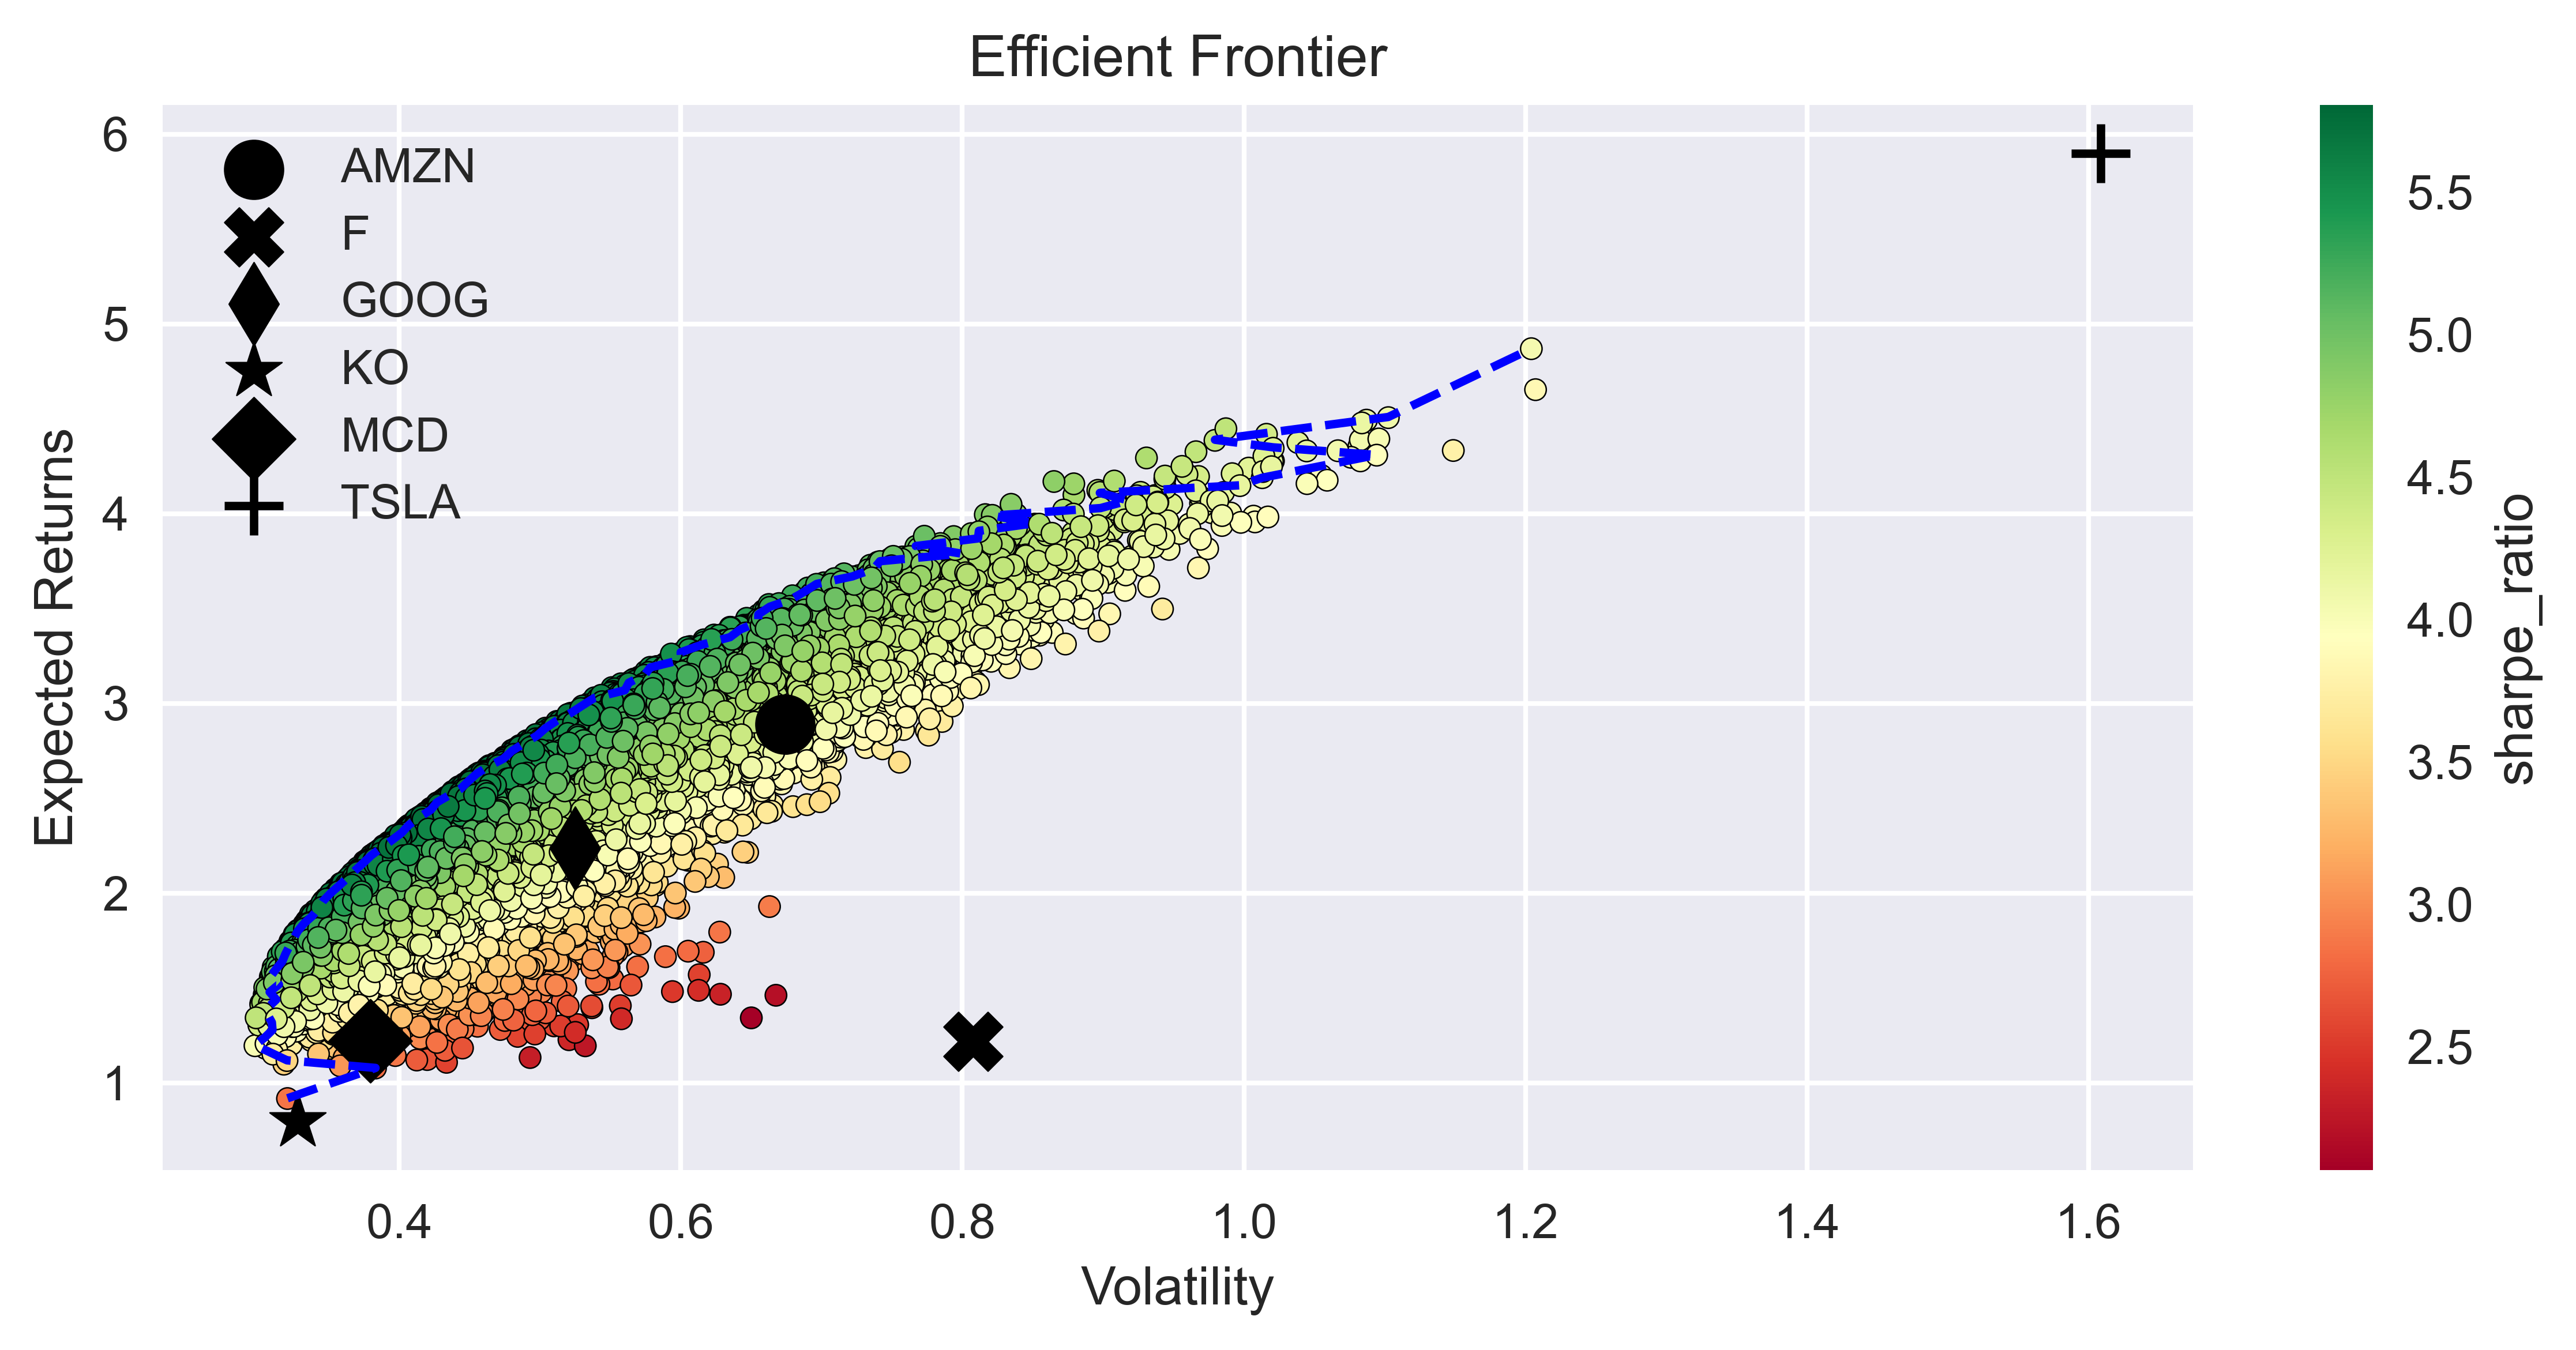 Efficient Frontier
6
5
4
3
2
1
Expected Returns
AMZN
F
GOOG
KO
MCD
TSLA
0.4 0.6 0.8 1.0 1.2 1.4 1.6
Volatility
5.5
5.0
4.5
4.0
3.5
3.0
2.5
sharpe_ratio